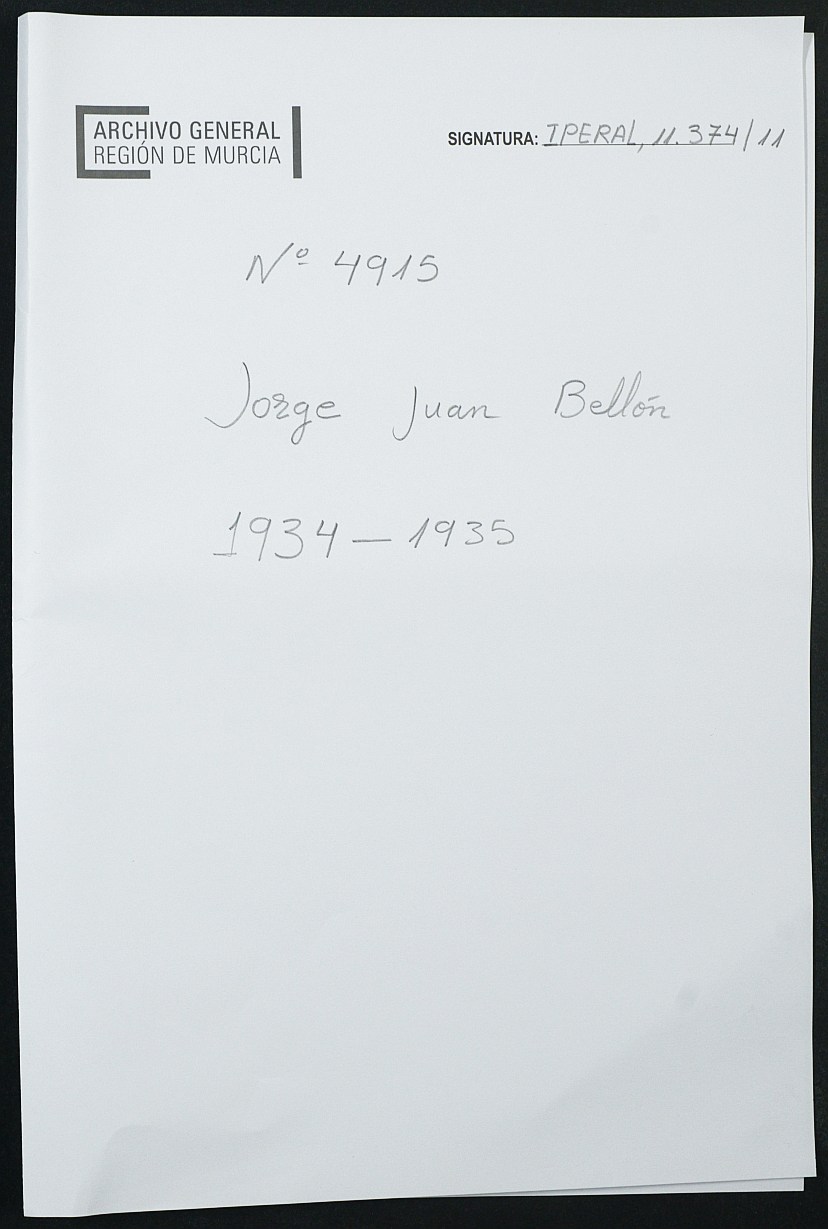 ARCHIVO GENERAL
REGIÓN DE MURCIA
SIGNATURA: IPERAL, 11.374/11
Nº 4915
Jorge Juan Bellón
1934 – 1935